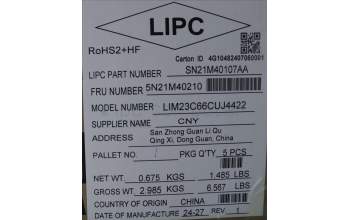 LIPC
RoHS2+HF
Carton ID 4G10482407060001
LIPC PART NUMBER SN21M40107AA
FRU NUMBER 5N21M40210
MODEL NUMBER LIM23C66CUJ4422
SUPPLIER NAME CNY
ADDRESS San Zhong Guan Li Qu
Qing Xi, Dong Guan, China
PALLET NO. / PKG Q'TY 5 PCS
NET WT. 0.675 KGS 1.485 LBS
GROSS WT. 2.985 KGS 6.567 LBS
COUNTRY OF ORIGIN CHINA
DATE OF MANUFACTURE 24-27 REV. 1